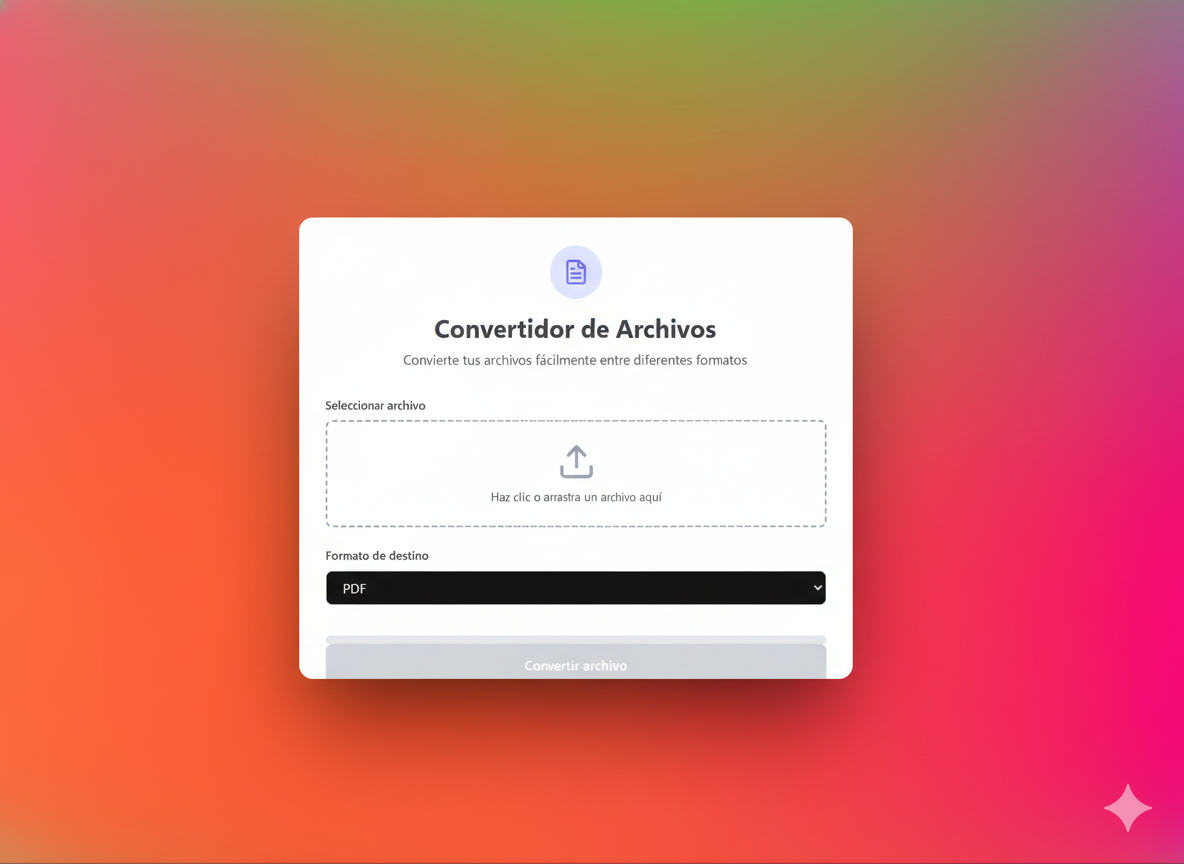 Convertidor de Archivos
Convierte tus archivos fácilmente entre diferentes formatos
Seleccionar archivo
Haz clic o arrastra un archivo aquí
Formato de destino
PDF
Convertir archivo